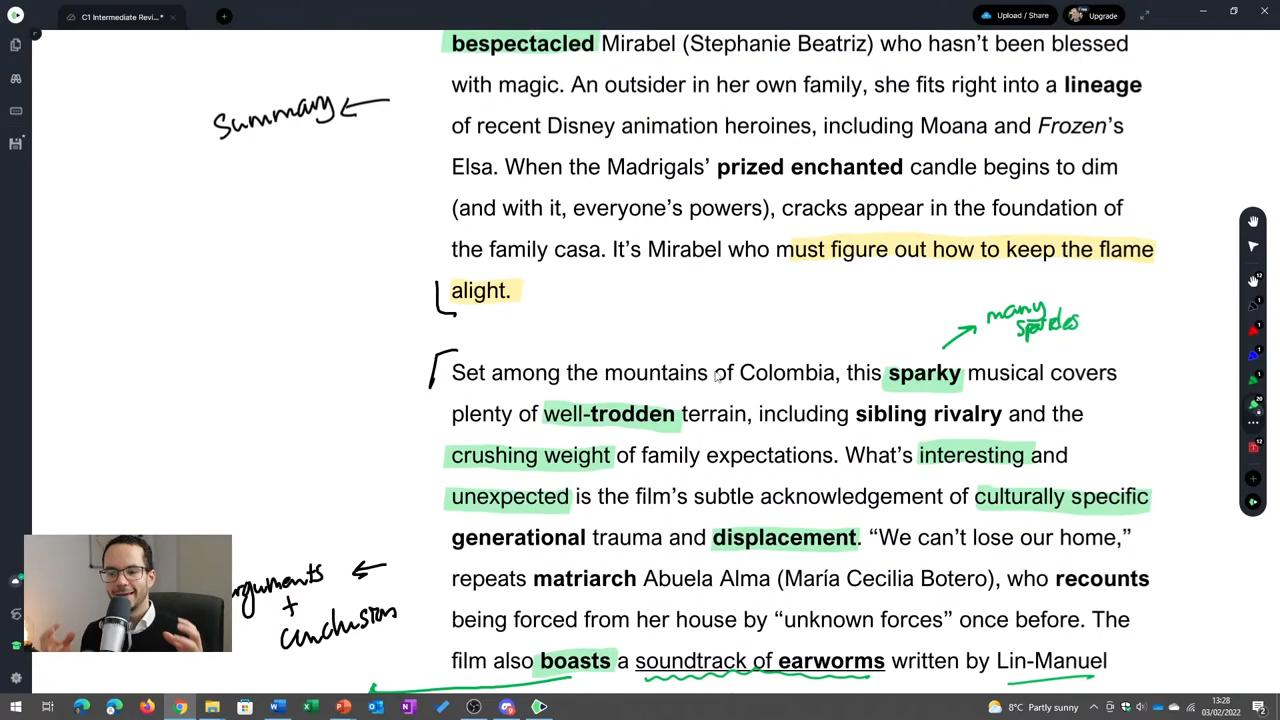 C1 Intermediate Revi...*
Upload / Share
Upgrade
bespectacled Mirabel (Stephanie Beatriz) who hasn't been blessed
with magic. An outsider in her own family, she fits right into a lineage
Summary
of recent Disney animation heroines, including Moana and Frozen's
Elsa. When the Madrigals' prized enchanted candle begins to dim
(and with it, everyone's powers), cracks appear in the foundation of
the family casa. It's Mirabel who must figure out how to keep the flame
alight.
many
Set among the mountains of Colombia, this sparky musical covers
plenty of well-trodden terrain, including sibling rivalry and the
crushing weight of family expectations. What's interesting and
unexpected is the film's subtle acknowledgement of culturally specific
generational trauma and displacement. “We can't lose our home,”
repeats matriarch Abuela Alma (María Cecilia Botero), who recounts
rguments
+
conclusion
being forced from her house by “unknown forces” once before. The
film also boasts a soundtrack of earworms written by Lin-Manuel
8°C Partly sunny
13:28
03/02/2022